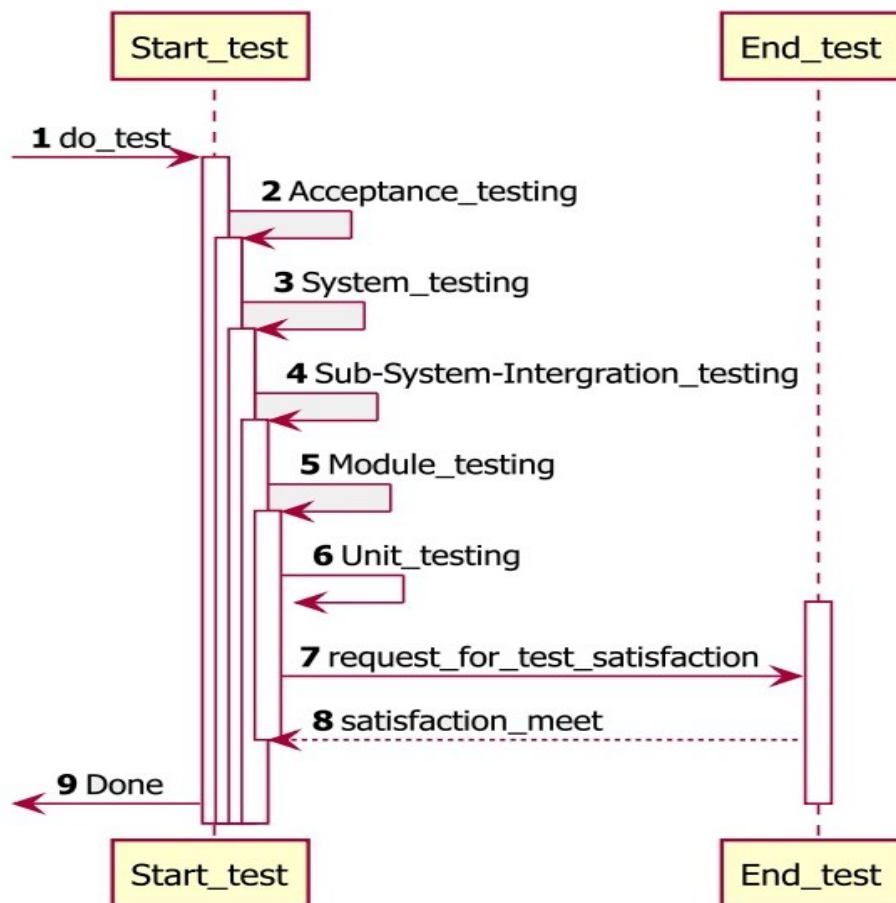 Start_test
End_test
1 do_test
2 Acceptance_testing
3 System_testing
4 Sub-System-Intergration_testing
5 Module_testing
6 Unit_testing
7 request_for_test_satisfaction
8 satisfaction_meet
9 Done
Start_test
End_test